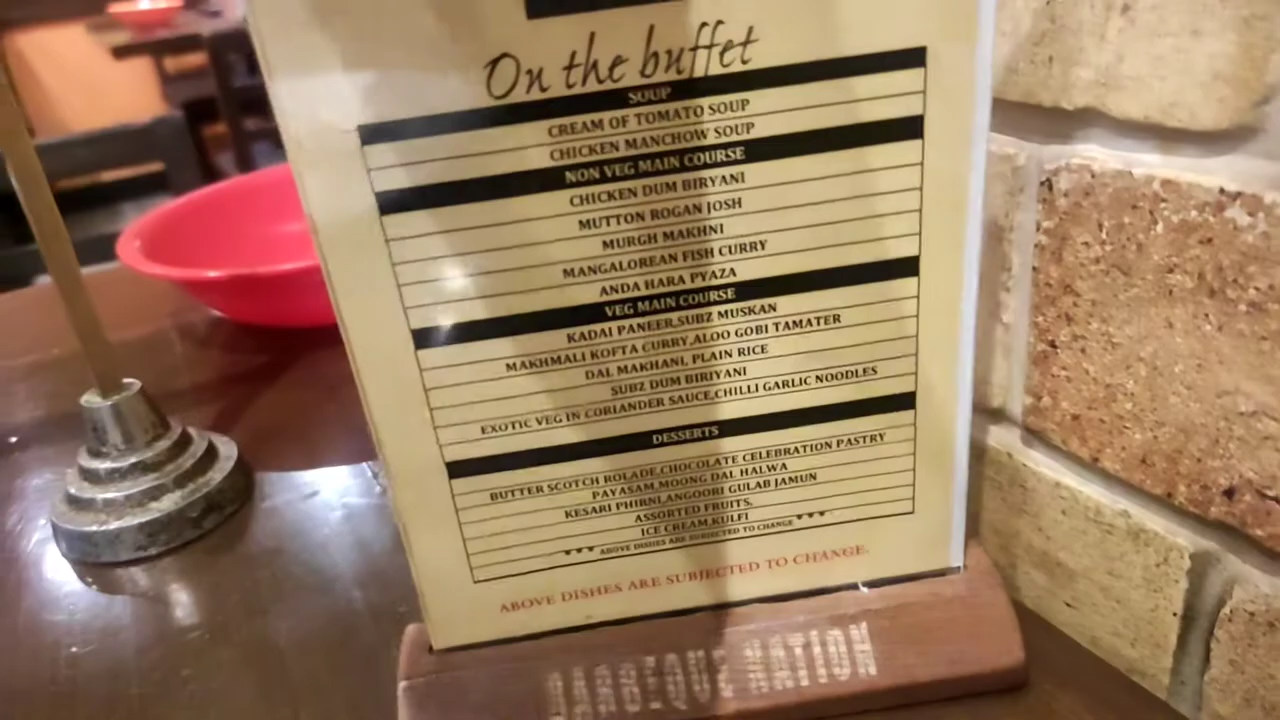 On the buffet
SOUP
CREAM OF TOMATO SOUP
CHICKEN MANCHOW SOUP
NON VEG MAIN COURSE
CHICKEN DUM BIRYANI
MUTTON ROGAN JOSH
MURGH MAKHNI
MANGALOREAN FISH CURRY
ANDA HARA PYAZA
VEG MAIN COURSE
KADAI PANEER,SUBZ MUSKAN
MAKHMALI KOFTA CURRY,ALOO GOBI TAMATER
DAL MAKHANI, PLAIN RICE
SUBZ DUM BIRIYANI
EXOTIC VEG IN CORIANDER SAUCE,CHILLI GARLIC NOODLES
DESSERTS
BUTTER SCOTCH ROLADE,CHOCOLATE CELEBRATION PASTRY
PAYASAM,MOONG DAL HALWA
KESARI PHIRNI,ANGOORI GULAB JAMUN
ASSORTED FRUITS,
ICE CREAM,KULFI
♥♥♥ ABOVE DISHES ARE SUBJECTED TO CHANGE ♥♥♥
ABOVE DISHES ARE SUBJECTED TO CHANGE.
BARBEQUE NATION